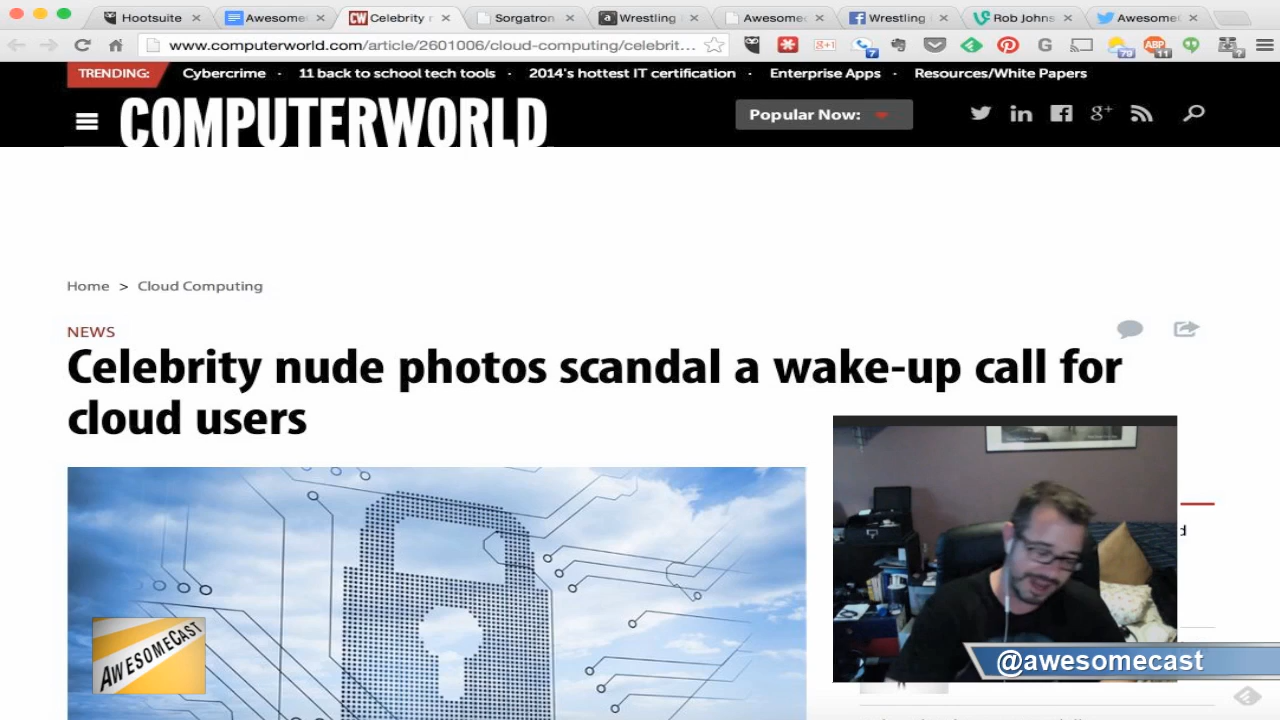 Hootsuite
Awesome
Celebrity
Sorgatron
Wrestling
Awesome
Wrestling
Rob Johns
Awesome
www.computerworld.com/article/2601006/cloud-computing/celebrit...
TRENDING:
Cybercrime · 11 back to school tech tools · 2014's hottest IT certification · Enterprise Apps · Resources/White Papers
COMPUTERWORLD
Popular Now:
Home > Cloud Computing
NEWS
Celebrity nude photos scandal a wake-up call for
cloud users
AWESOMECAST
@awesomecast